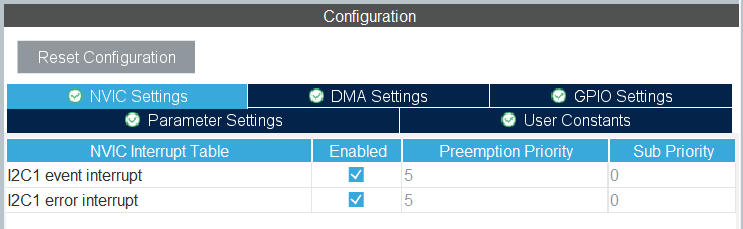 Configuration
Reset Configuration
NVIC Settings DMA Settings GPIO Settings
Parameter Settings User Constants
NVIC Interrupt Table Enabled Preemption Priority Sub Priority
I2C1 event interrupt 5 0
I2C1 error interrupt 5 0